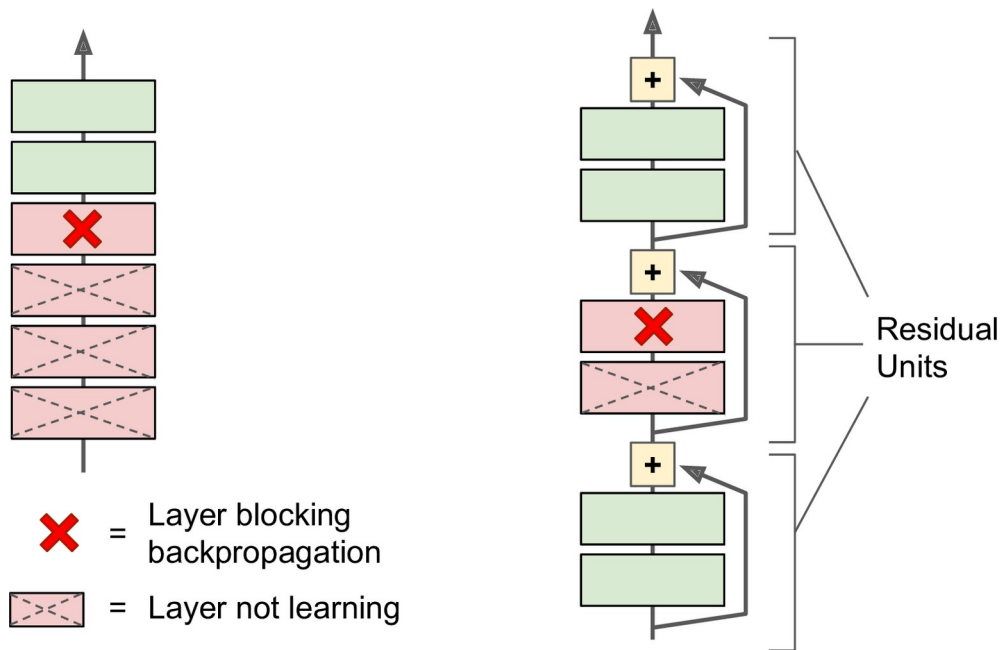 +
+
Residual
Units
+
= Layer blocking
backpropagation
= Layer not learning